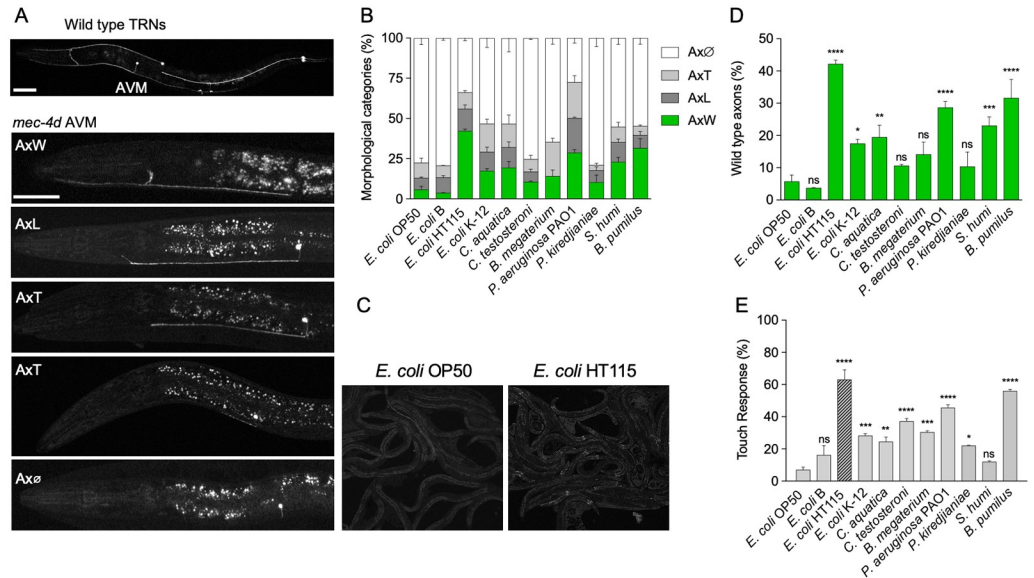 A
Wild type TRNs
AVM
mec-4d AVM
AxW
AxL
AxT
AxT
Axø
B
Morphological categories (%)
100
75
50
25
0
AxØ
AxT
AxL
AxW
E. coli OP50
E. coli B
E. coli HT115
E. coli K-12
C. aquatica
C. testosteroni
B. megaterium
P. aeruginosa PAO1
P. kiredjianiae
S. humi
B. pumilus
C
E. coli OP50
E. coli HT115
D
Wild type axons (%)
50
40
30
20
10
0
ns
****
*
**
ns
ns
****
ns
***
****
E. coli OP50
E. coli B
E. coli HT115
E. coli K-12
C. aquatica
C. testosteroni
B. megaterium
P. aeruginosa PAO1
P. kiredjianiae
S. humi
B. pumilus
E
Touch Response (%)
100
80
60
40
20
0
ns
****
***
**
****
***
****
*
ns
****
E. coli OP50
E. coli B
E. coli HT115
E. coli K-12
C. aquatica
C. testosteroni
B. megaterium
P. aeruginosa PAO1
P. kiredjianiae
S. humi
B. pumilus